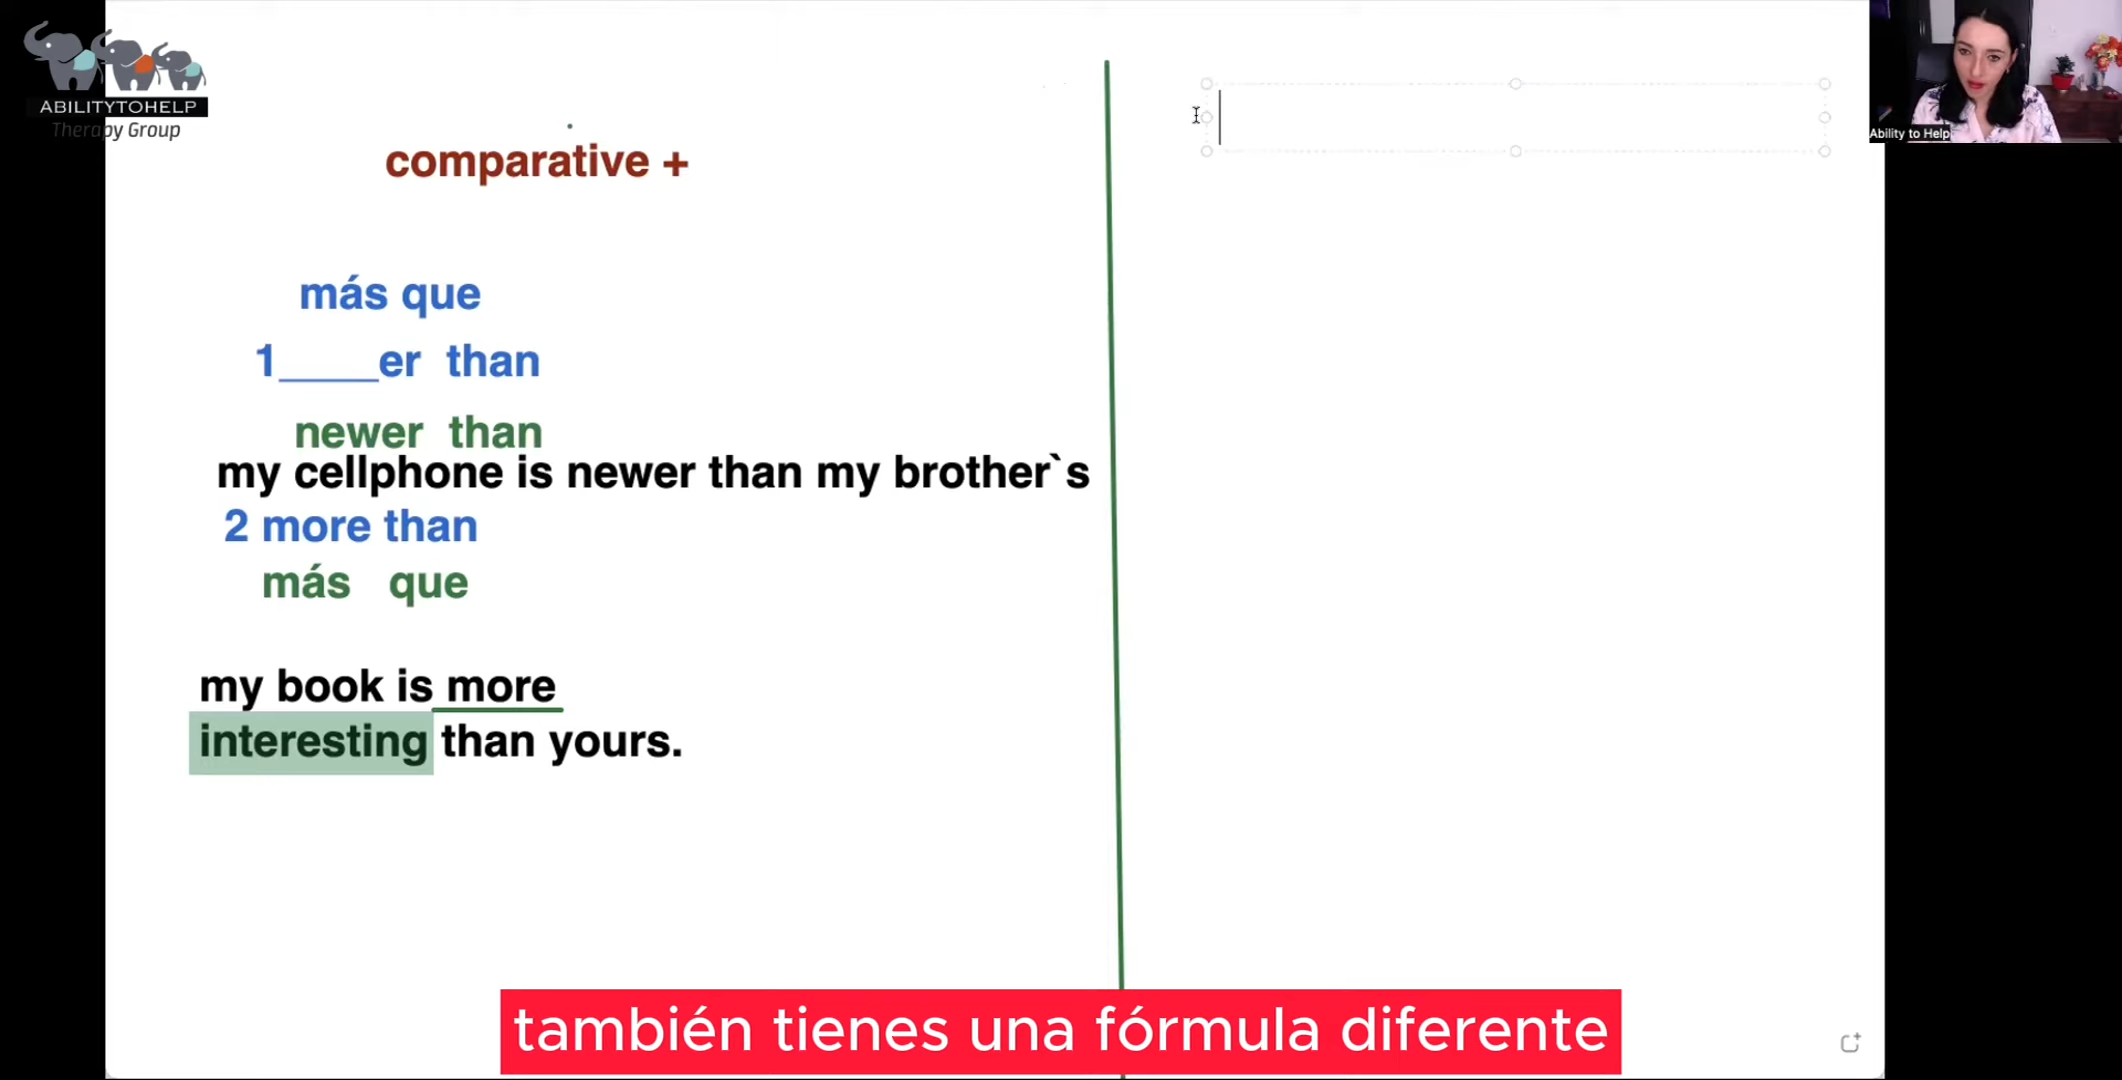 ABILITYTOHELP
Therapy Group
comparative +
más que
1____er than
newer than
my cellphone is newer than my brother`s
2 more than
más que
my book is more
interesting than yours.
Ability to Help
también tienes una fórmula diferente